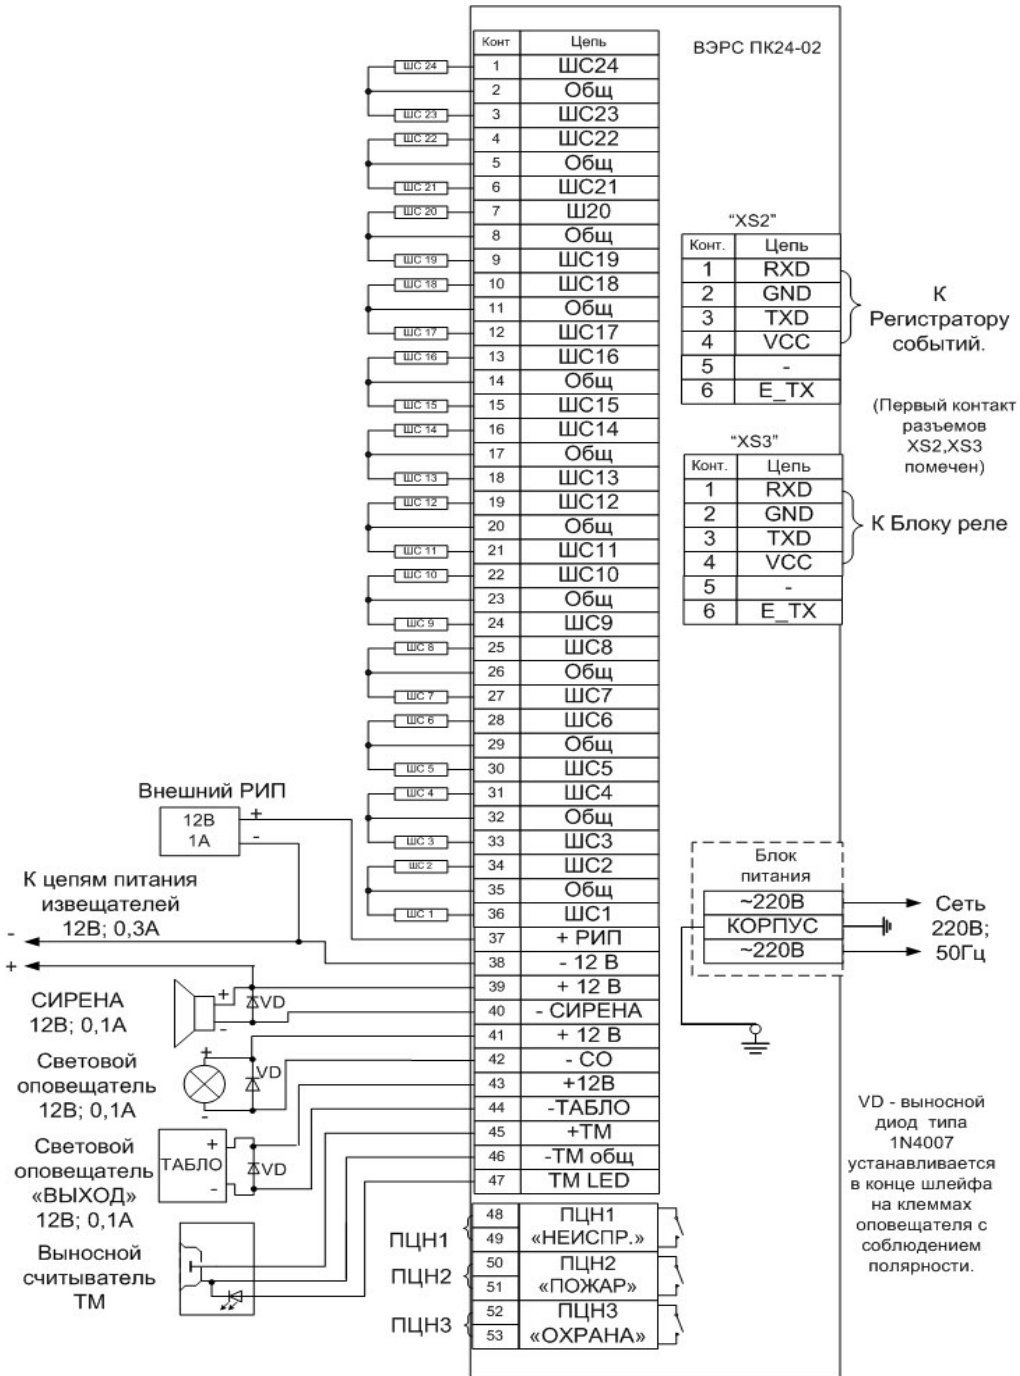 ВЭРС ПК24-02
Конт Цепь
ШС 24 1 ШС24
2 Общ
ШС 23 3 ШС23
ШС 22 4 ШС22
5 Общ
ШС 21 6 ШС21
ШС 20 7 Ш20
8 Общ
ШС 19 9 ШС19
ШС 18 10 ШС18
11 Общ
ШС 17 12 ШС17
ШС 16 13 ШС16
14 Общ
ШС 15 15 ШС15
ШС 14 16 ШС14
17 Общ
ШС 13 18 ШС13
ШС 12 19 ШС12
20 Общ
ШС 11 21 ШС11
ШС 10 22 ШС10
23 Общ
ШС 9 24 ШС9
ШС 8 25 ШС8
26 Общ
ШС 7 27 ШС7
ШС 6 28 ШС6
29 Общ
ШС 5 30 ШС5
ШС 4 31 ШС4
32 Общ
ШС 3 33 ШС3
ШС 2 34 ШС2
35 Общ
ШС 1 36 ШС1
37 + РИП
38 - 12 В
39 + 12 В
40 - СИРЕНА
41 + 12 В
42 - СО
43 +12В
44 -ТАБЛО
45 +ТМ
46 -ТМ общ
47 TM LED
48 ПЦН1
49 «НЕИСПР.»
50 ПЦН2
51 «ПОЖАР»
52 ПЦН3
53 «ОХРАНА»
ПЦН1
ПЦН2
ПЦН3
Внешний РИП
12В
1А
+
-
К цепям питания
извещателей
12В; 0,3А
-
+
СИРЕНА
12В; 0,1А
+
-
VD
Световой
оповещатель
12В; 0,1А
+
-
VD
Световой
оповещатель
«ВЫХОД»
12В; 0,1А
ТАБЛО
+
-
VD
Выносной
считыватель
ТМ
“XS2”
Конт. Цепь
1 RXD
2 GND
3 TXD
4 VCC
5 -
6 E_TX
К
Регистратору
событий.
(Первый контакт
разъемов
XS2,XS3
помечен)
“XS3”
Конт. Цепь
1 RXD
2 GND
3 TXD
4 VCC
5 -
6 E_TX
К Блоку реле
Блок
питания
~220В
КОРПУС
~220В
Сеть
220В;
50Гц
VD - выносной
диод типа
1N4007
устанавливается
в конце шлейфа
на клеммах
оповещателя с
соблюдением
полярности.